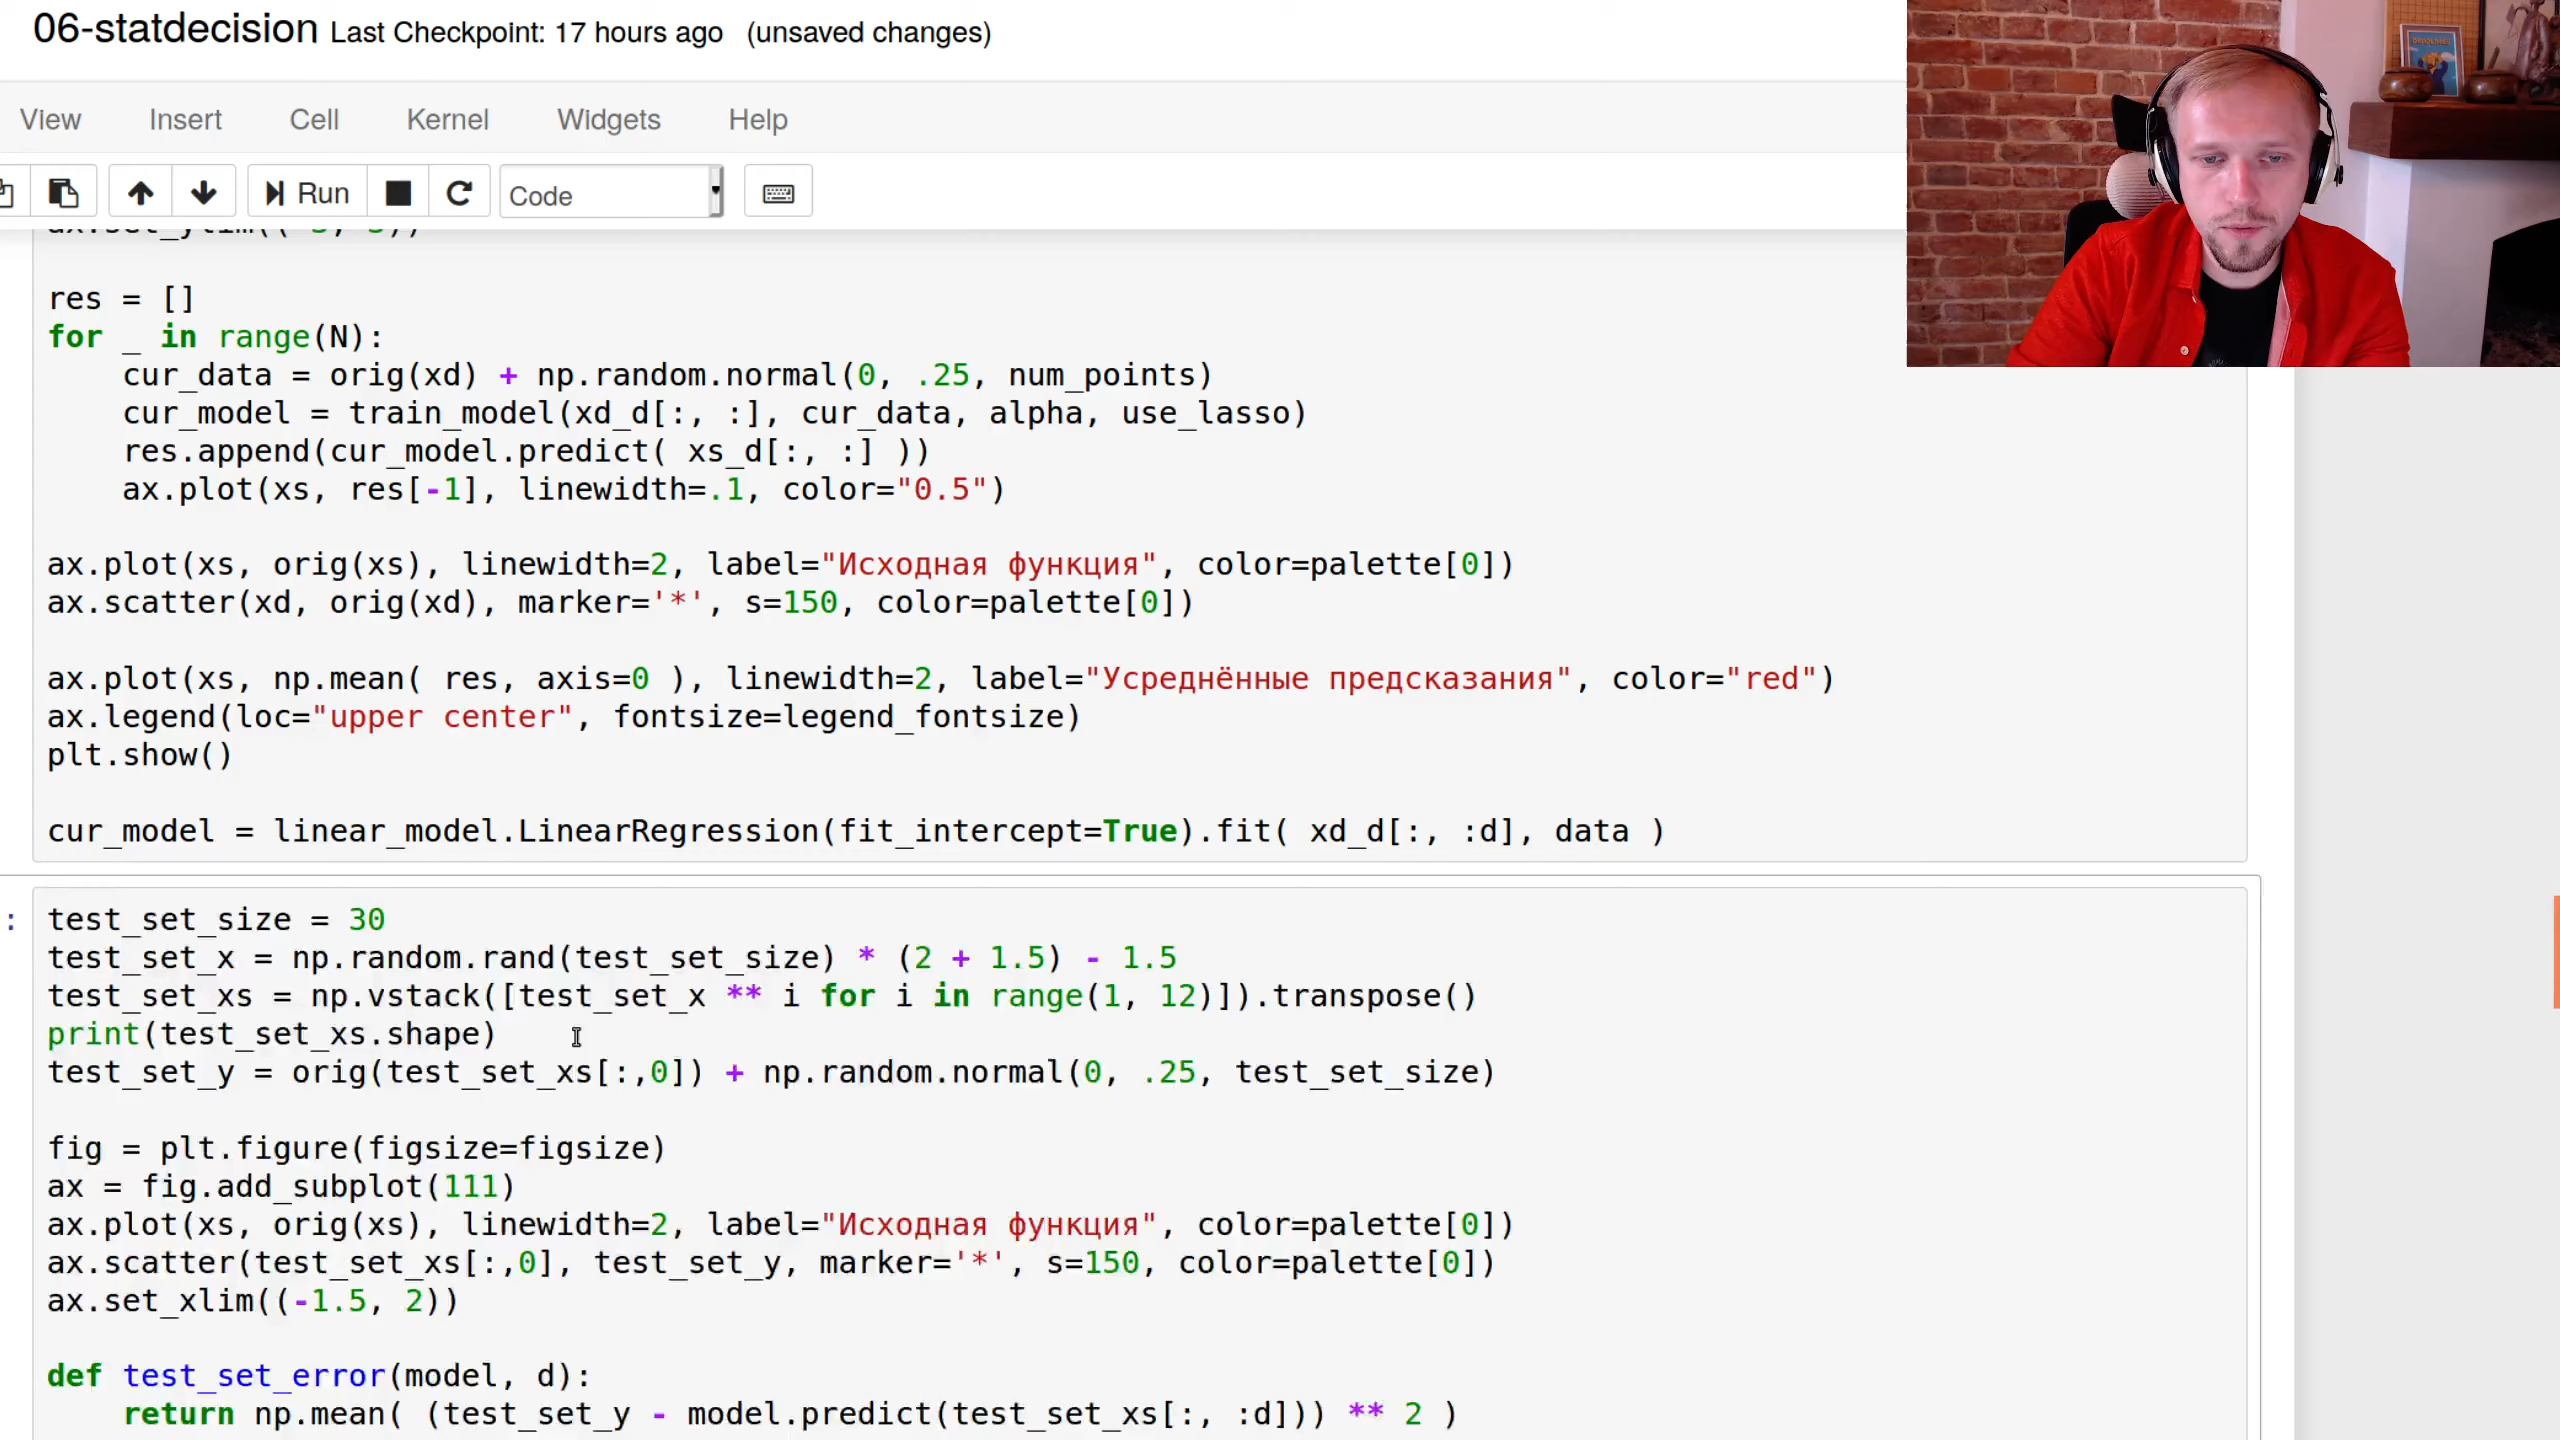 06-statdecision Last Checkpoint: 17 hours ago (unsaved changes)
View Insert Cell Kernel Widgets Help
Run Code
res = []
for _ in range(N):
    cur_data = orig(xd) + np.random.normal(0, .25, num_points)
    cur_model = train_model(xd_d[:, :], cur_data, alpha, use_lasso)
    res.append(cur_model.predict( xs_d[:, :] ))
    ax.plot(xs, res[-1], linewidth=.1, color="0.5")
ax.plot(xs, orig(xs), linewidth=2, label="Исходная функция", color=palette[0])
ax.scatter(xd, orig(xd), marker='*', s=150, color=palette[0])
ax.plot(xs, np.mean( res, axis=0 ), linewidth=2, label="Усреднённые предсказания", color="red")
ax.legend(loc="upper center", fontsize=legend_fontsize)
plt.show()
cur_model = linear_model.LinearRegression(fit_intercept=True).fit( xd_d[:, :d], data )
:
test_set_size = 30
test_set_x = np.random.rand(test_set_size) * (2 + 1.5) - 1.5
test_set_xs = np.vstack([test_set_x ** i for i in range(1, 12)]).transpose()
print(test_set_xs.shape)
test_set_y = orig(test_set_xs[:,0]) + np.random.normal(0, .25, test_set_size)
fig = plt.figure(figsize=figsize)
ax = fig.add_subplot(111)
ax.plot(xs, orig(xs), linewidth=2, label="Исходная функция", color=palette[0])
ax.scatter(test_set_xs[:,0], test_set_y, marker='*', s=150, color=palette[0])
ax.set_xlim((-1.5, 2))
def test_set_error(model, d):
    return np.mean( (test_set_y - model.predict(test_set_xs[:, :d])) ** 2 )